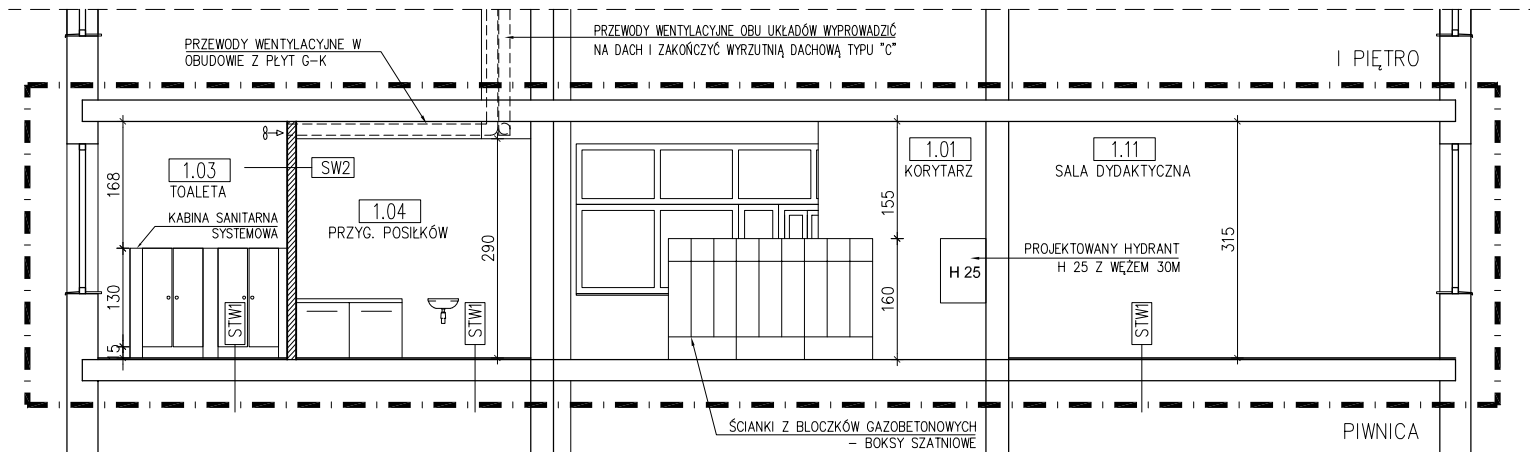 PRZEWODY WENTYLACYJNE W
OBUDOWIE Z PŁYT G-K
PRZEWODY WENTYLACYJNE OBU UKŁADÓW WYPROWADZIĆ
NA DACH I ZAKOŃCZYĆ WYRZUTNIĄ DACHOWĄ TYPU "C"
I PIĘTRO
1.03
TOALETA
SW2
1.04
PRZYG. POSIŁKÓW
1.01
KORYTARZ
1.11
SALA DYDAKTYCZNA
168
KABINA SANITARNA
SYSTEMOWA
290
155
315
PROJEKTOWANY HYDRANT
H 25 Z WĘŻEM 30M
H 25
130
160
15
STW1
STW1
STW1
ŚCIANKI Z BLOCZKÓW GAZOBETONOWYCH
- BOKSY SZATNIOWE
PIWNICA